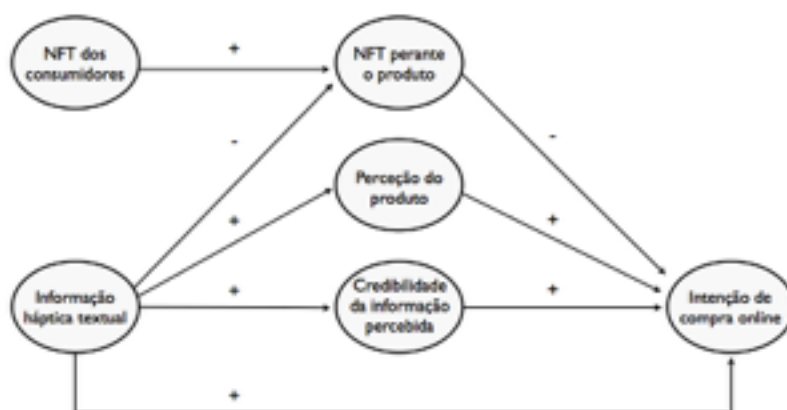 NFT dos
consumidores
+
NFT perante
o produto
-
-
Perceção do
produto
+
+
Informação
háptica textual
+
Credibilidade
da informação
percebida
+
Intenção de
compra online
+